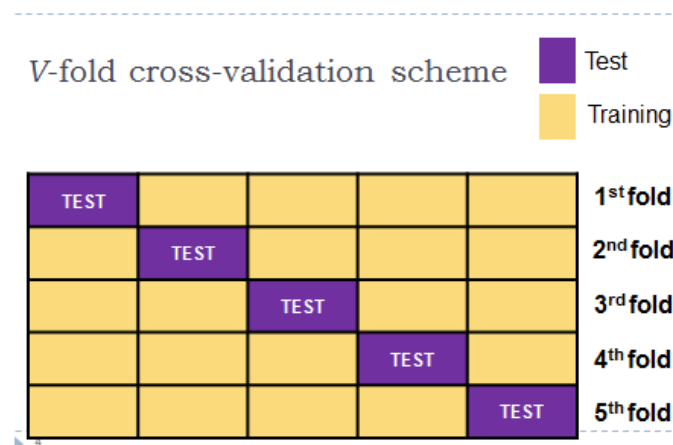 V-fold cross-validation scheme
Test
Training
TEST
1st fold
TEST
2nd fold
TEST
3rd fold
TEST
4th fold
TEST
5th fold
4